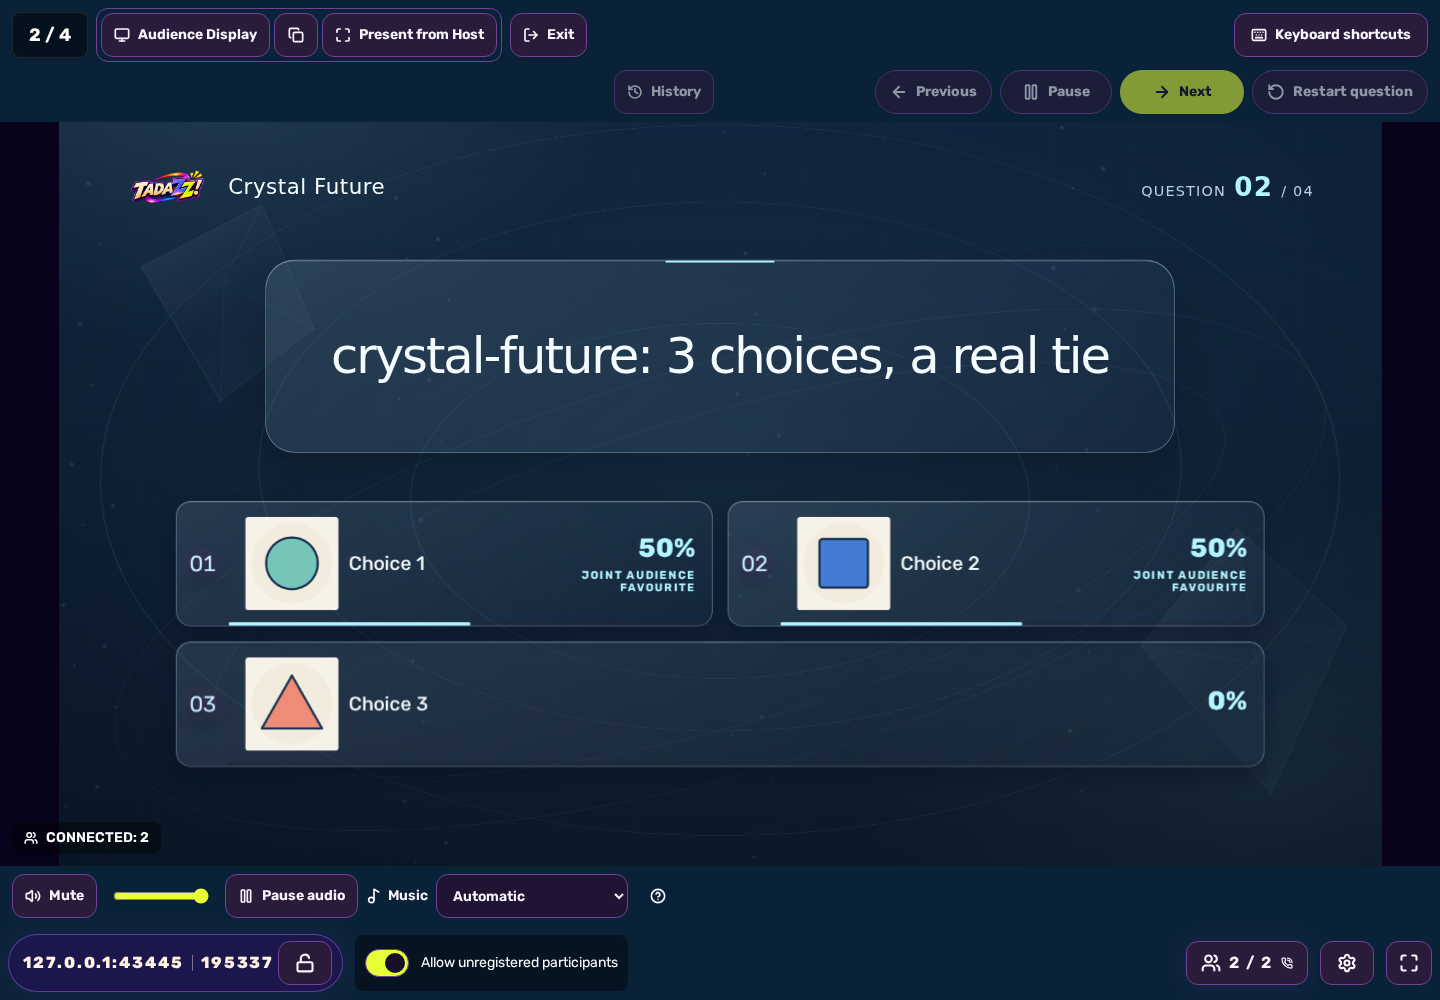 2 / 4 Audience Display Present from Host Exit Keyboard shortcuts
History Previous Pause Next Restart question
TADAZZ! Crystal Future QUESTION 02 / 04
crystal-future: 3 choices, a real tie
01 Choice 1 50% JOINT AUDIENCE FAVOURITE
02 Choice 2 50% JOINT AUDIENCE FAVOURITE
03 Choice 3 0%
CONNECTED: 2
Mute Pause audio Music Automatic
127.0.0.1:43445 195337 Allow unregistered participants 2 / 2